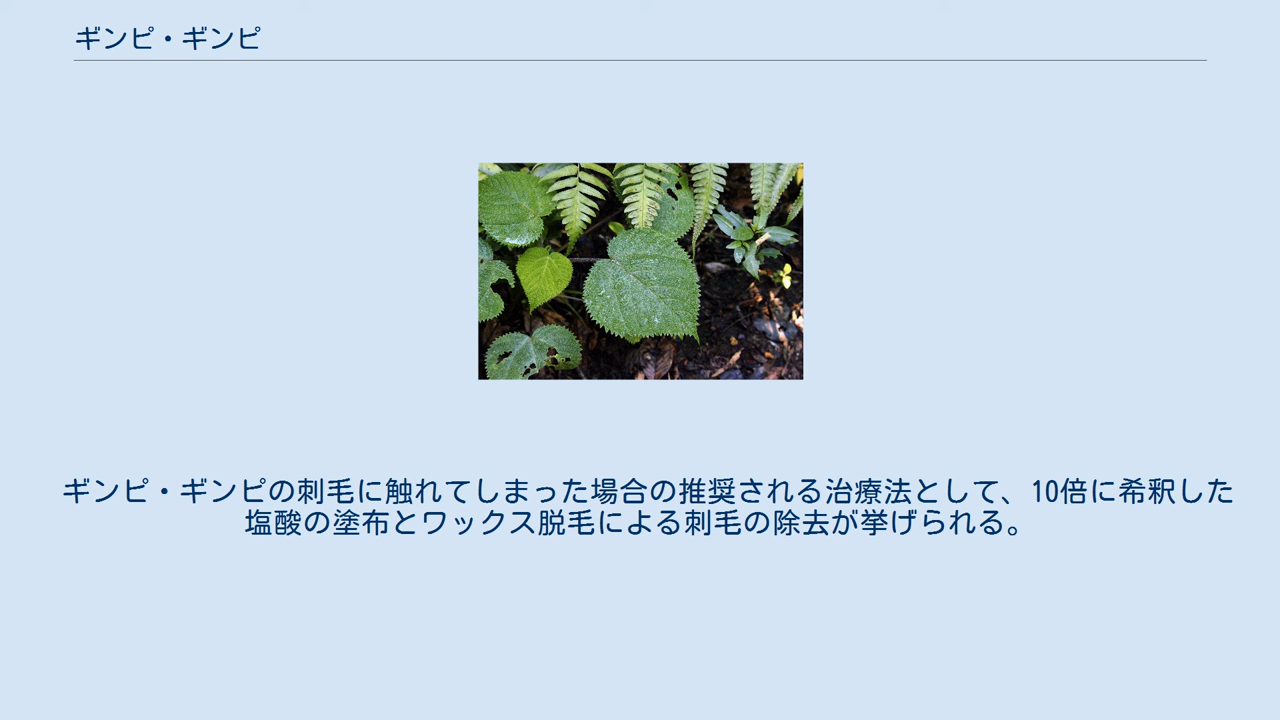 ギンピ・ギンピ
ギンピ・ギンピの刺毛に触れてしまった場合の推奨される治療法として、10倍に希釈した
塩酸の塗布とワックス脱毛による刺毛の除去が挙げられる。